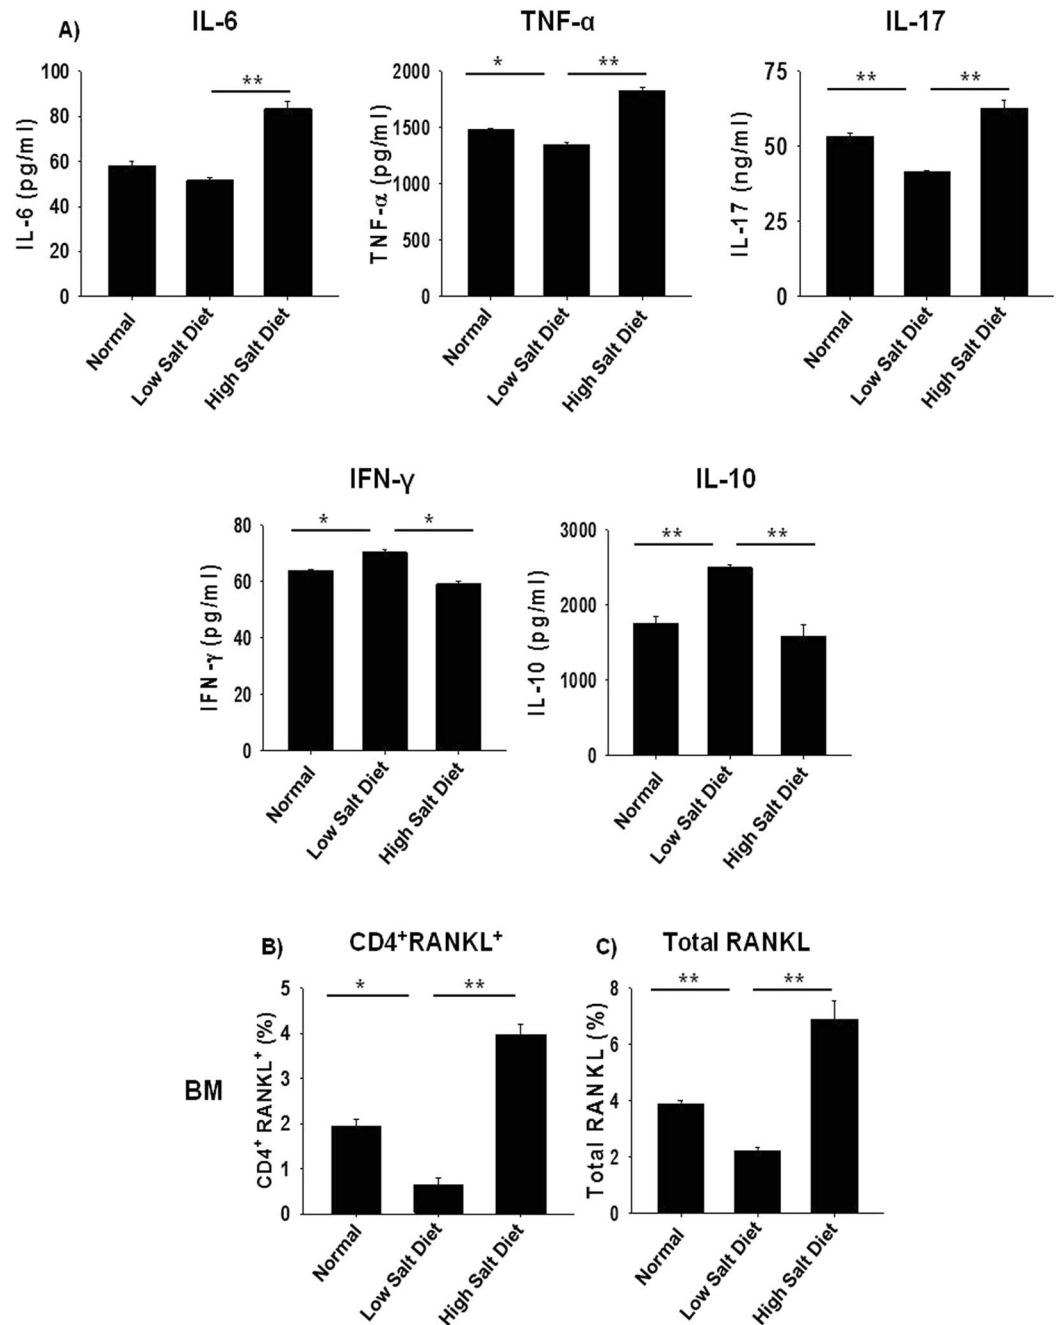 A)
IL-6
TNF-α
IL-17
**
* **
** **
IL-6 (pg/ml)
100
80
60
40
20
0
Normal
Low Salt Diet
High Salt Diet
TNF-α (pg/ml)
2000
1500
1000
500
0
Normal
Low Salt Diet
High Salt Diet
IL-17 (ng/ml)
75
50
25
0
Normal
Low Salt Diet
High Salt Diet
IFN-γ
IL-10
* *
** **
IFN-γ (pg/ml)
80
60
40
20
0
Normal
Low Salt Diet
High Salt Diet
IL-10 (pg/ml)
3000
2000
1000
0
Normal
Low Salt Diet
High Salt Diet
B)
CD4⁺RANKL⁺
C)
Total RANKL
* **
** **
BM
CD4⁺ RANKL⁺ (%)
5
4
3
2
1
0
Normal
Low Salt Diet
High Salt Diet
Total RANKL (%)
8
6
4
2
0
Normal
Low Salt Diet
High Salt Diet